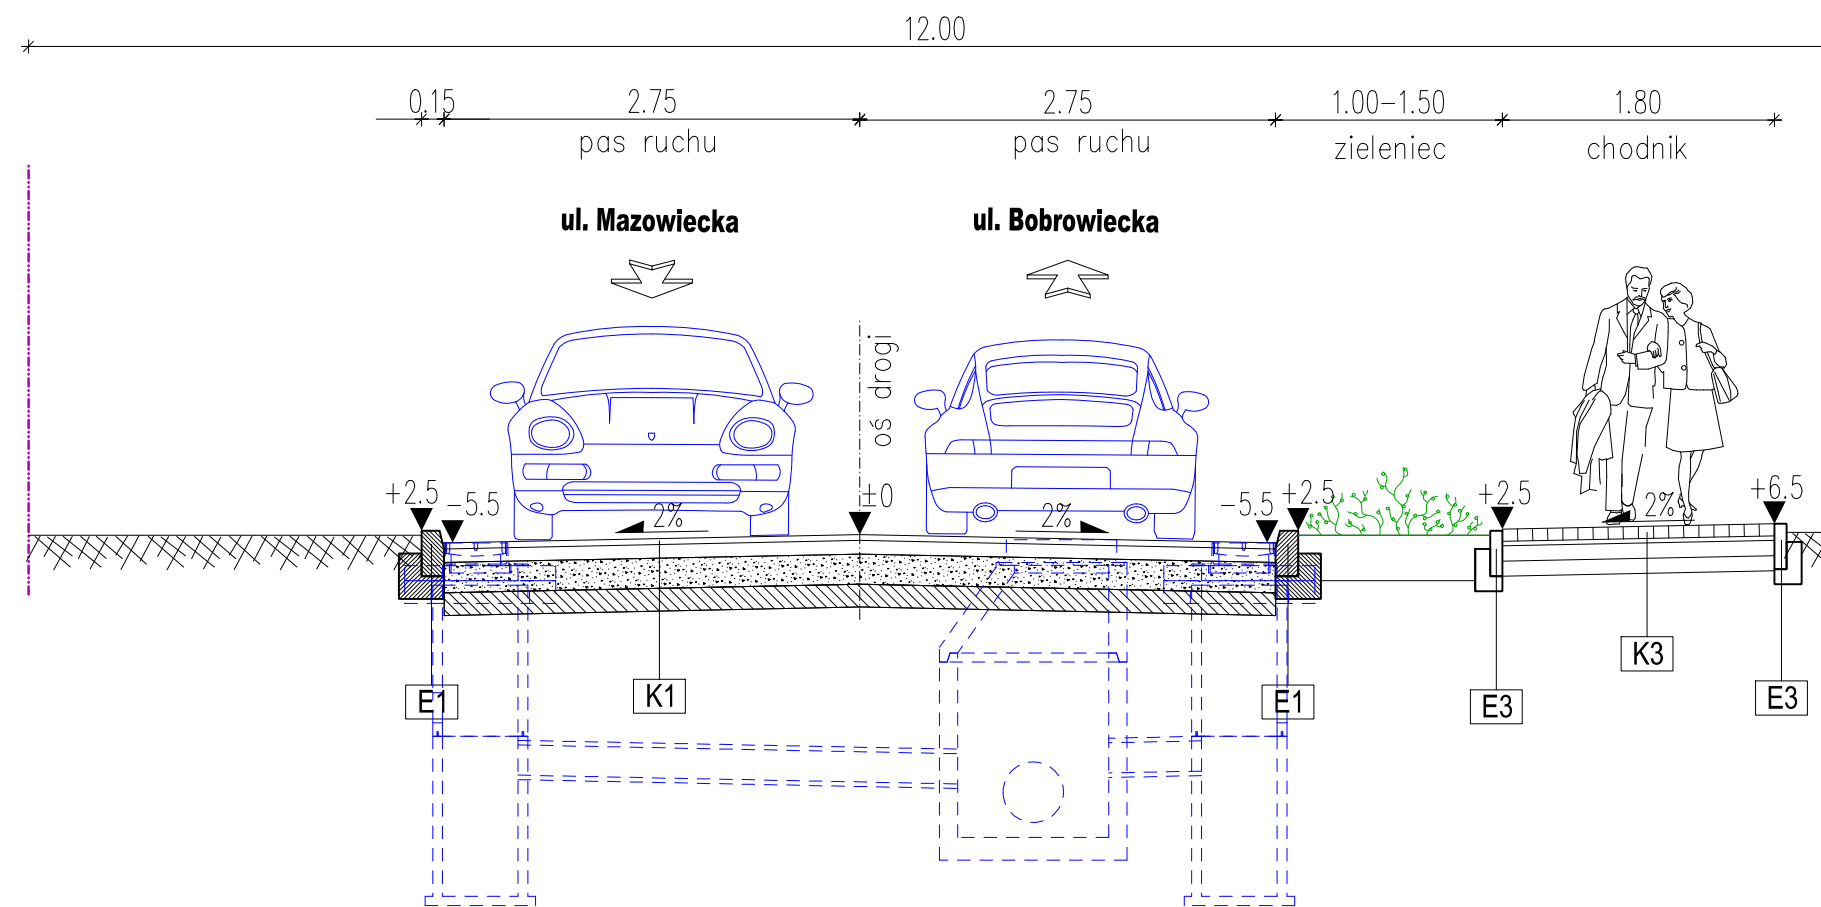 12.00
0.15 2.75 2.75 1.00-1.50 1.80
pas ruchu pas ruchu zieleniec chodnik
ul. Mazowiecka ul. Bobrowiecka
oś drogi
+2.5 -5.5 ±0 -5.5 +2.5 +2.5 +6.5
2% 2% 2%
E1 K1 E1 E3 K3 E3